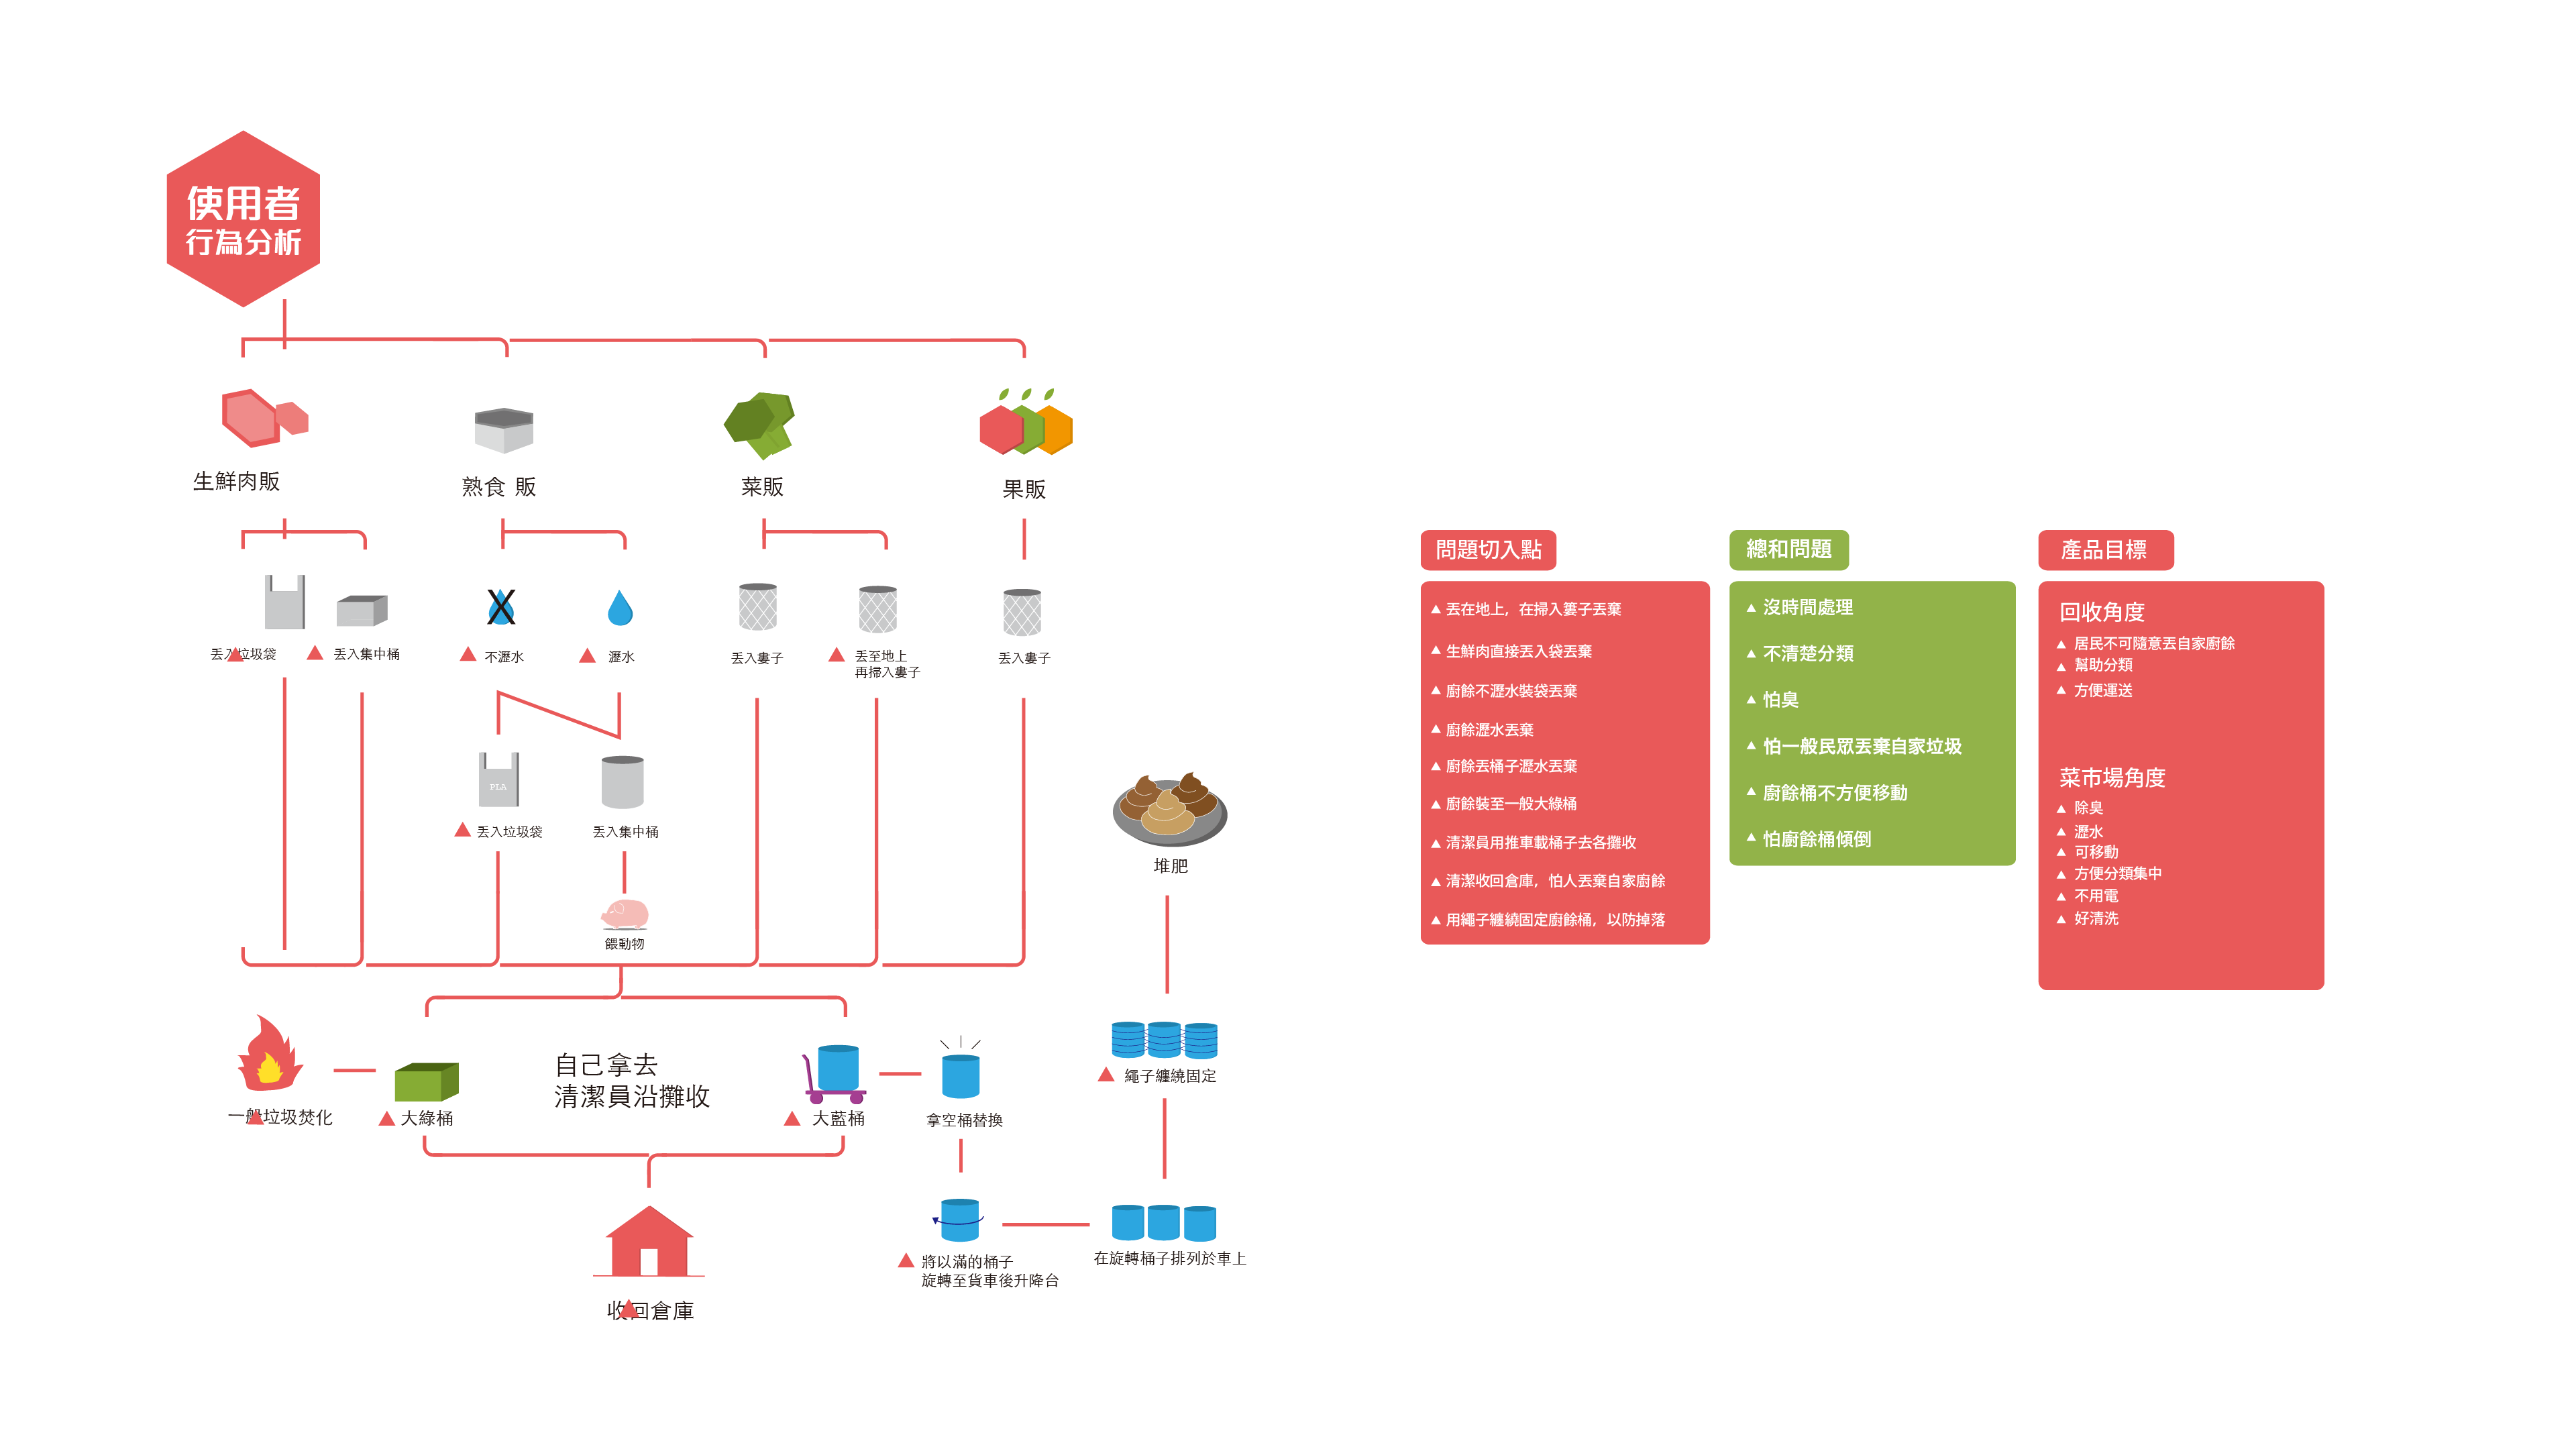 使用者
行為分析
生鮮肉販
熟食 販
菜販
果販
丟入垃圾袋
丟入集中桶
不瀝水
瀝水
丟入婁子
丟至地上
再掃入婁子
丟入婁子
PLA
丟入垃圾袋
丟入集中桶
餵動物
堆肥
一般垃圾焚化
大綠桶
自己拿去
清潔員沿攤收
大藍桶
拿空桶替換
繩子纏繞固定
將以滿的桶子
旋轉至貨車後升降台
在旋轉桶子排列於車上
收回倉庫
問題切入點
丟在地上，在掃入簍子丟棄
生鮮肉直接丟入袋丟棄
廚餘不瀝水裝袋丟棄
廚餘瀝水丟棄
廚餘丟桶子瀝水丟棄
廚餘裝至一般大綠桶
清潔員用推車載桶子去各攤收
清潔收回倉庫，怕人丟棄自家廚餘
用繩子纏繞固定廚餘桶，以防掉落
總和問題
沒時間處理
不清楚分類
怕臭
怕一般民眾丟棄自家垃圾
廚餘桶不方便移動
怕廚餘桶傾倒
產品目標
回收角度
居民不可隨意丟自家廚餘
幫助分類
方便運送
菜市場角度
除臭
瀝水
可移動
方便分類集中
不用電
好清洗